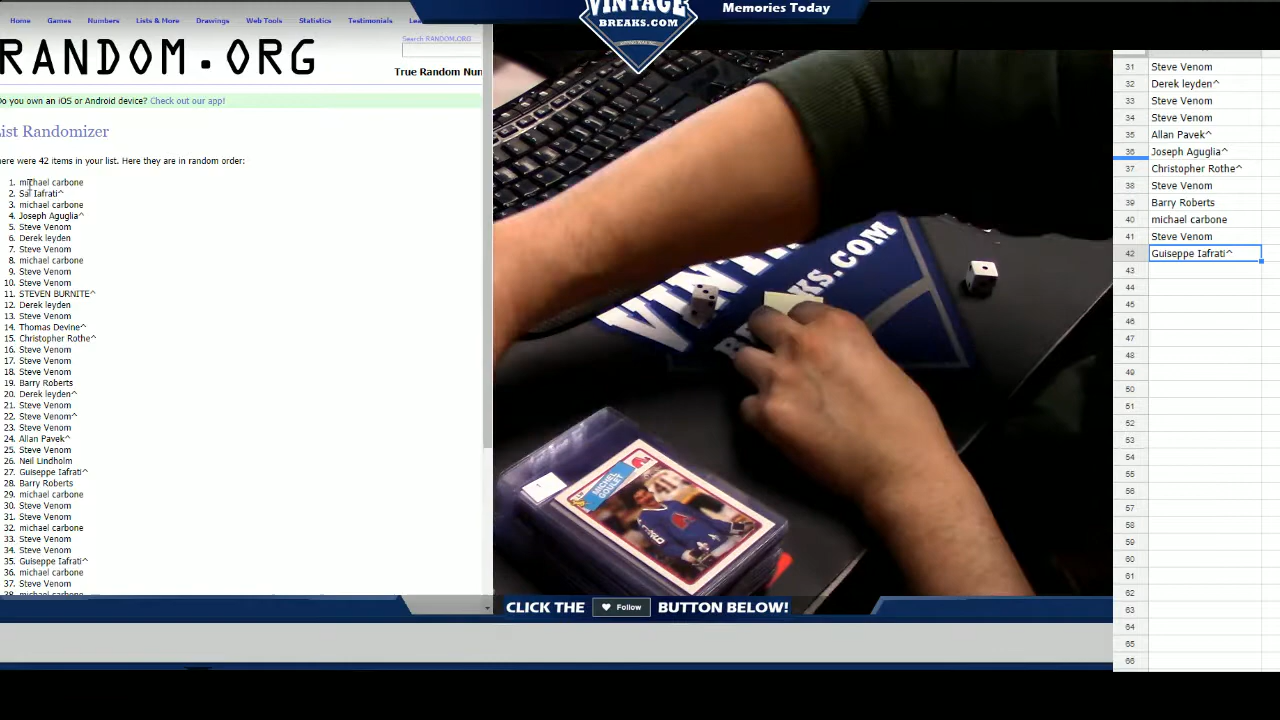 Home Games Numbers Lists & More Drawings Web Tools Statistics Testimonials
Search RANDOM.ORG
RANDOM.ORG
True Random Num
Do you own an iOS or Android device? Check out our app!
List Randomizer
here were 42 items in your list. Here they are in random order:
1. michael carbone
2. Sal Iafrati^
3. michael carbone
4. Joseph Aguglia^
5. Steve Venom
6. Derek leyden
7. Steve Venom
8. michael carbone
9. Steve Venom
10. Steve Venom
11. STEVEN BURNITE^
12. Derek leyden
13. Steve Venom
14. Thomas Devine^
15. Christopher Rothe^
16. Steve Venom
17. Steve Venom
18. Steve Venom
19. Barry Roberts
20. Derek leyden^
21. Steve Venom
22. Steve Venom^
23. Steve Venom
24. Allan Pavek^
25. Steve Venom
26. Neil Lindholm
27. Guiseppe Iafrati^
28. Barry Roberts
29. michael carbone
30. Steve Venom
31. Steve Venom
32. michael carbone
33. Steve Venom
34. Steve Venom
35. Guiseppe Iafrati^
36. michael carbone
37. Steve Venom
38. michael carbone
VINTAGE
BREAKS.COM
Memories Today
MICHEL
GOULET
CLICK THE Follow BUTTON BELOW!
31 Steve Venom
32 Derek leyden^
33 Steve Venom
34 Steve Venom
35 Allan Pavek^
36 Joseph Aguglia^
37 Christopher Rothe^
38 Steve Venom
39 Barry Roberts
40 michael carbone
41 Steve Venom
42 Guiseppe Iafrati^
43
44
45
46
47
48
49
50
51
52
53
54
55
56
57
58
59
60
61
62
63
64
65
66